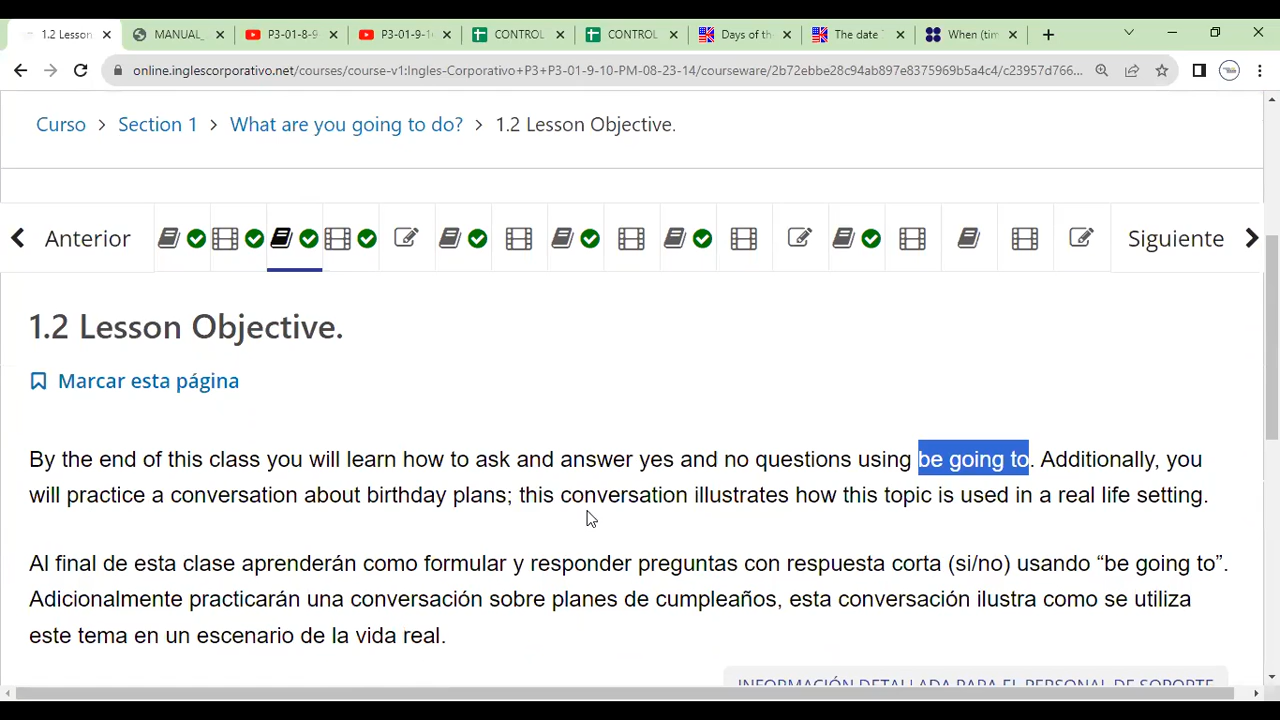 1.2 Lesson
MANUAL_
P3-01-8-9
P3-01-9-1
CONTROL
CONTROL
Days of th
The date
When (tim
online.inglescorporativo.net/courses/course-v1:Ingles-Corporativo+P3+P3-01-9-10-PM-08-23-14/courseware/2b72ebbe28c94ab897e8375969b5a4c4/c23957d766...
Curso > Section 1 > What are you going to do? > 1.2 Lesson Objective.
Anterior
Siguiente
1.2 Lesson Objective.
Marcar esta página
By the end of this class you will learn how to ask and answer yes and no questions using be going to. Additionally, you
will practice a conversation about birthday plans; this conversation illustrates how this topic is used in a real life setting.
Al final de esta clase aprenderán como formular y responder preguntas con respuesta corta (si/no) usando “be going to”.
Adicionalmente practicarán una conversación sobre planes de cumpleaños, esta conversación ilustra como se utiliza
este tema en un escenario de la vida real.
INFORMACIÓN DETALLADA PARA EL PERSONAL DE SOPORTE